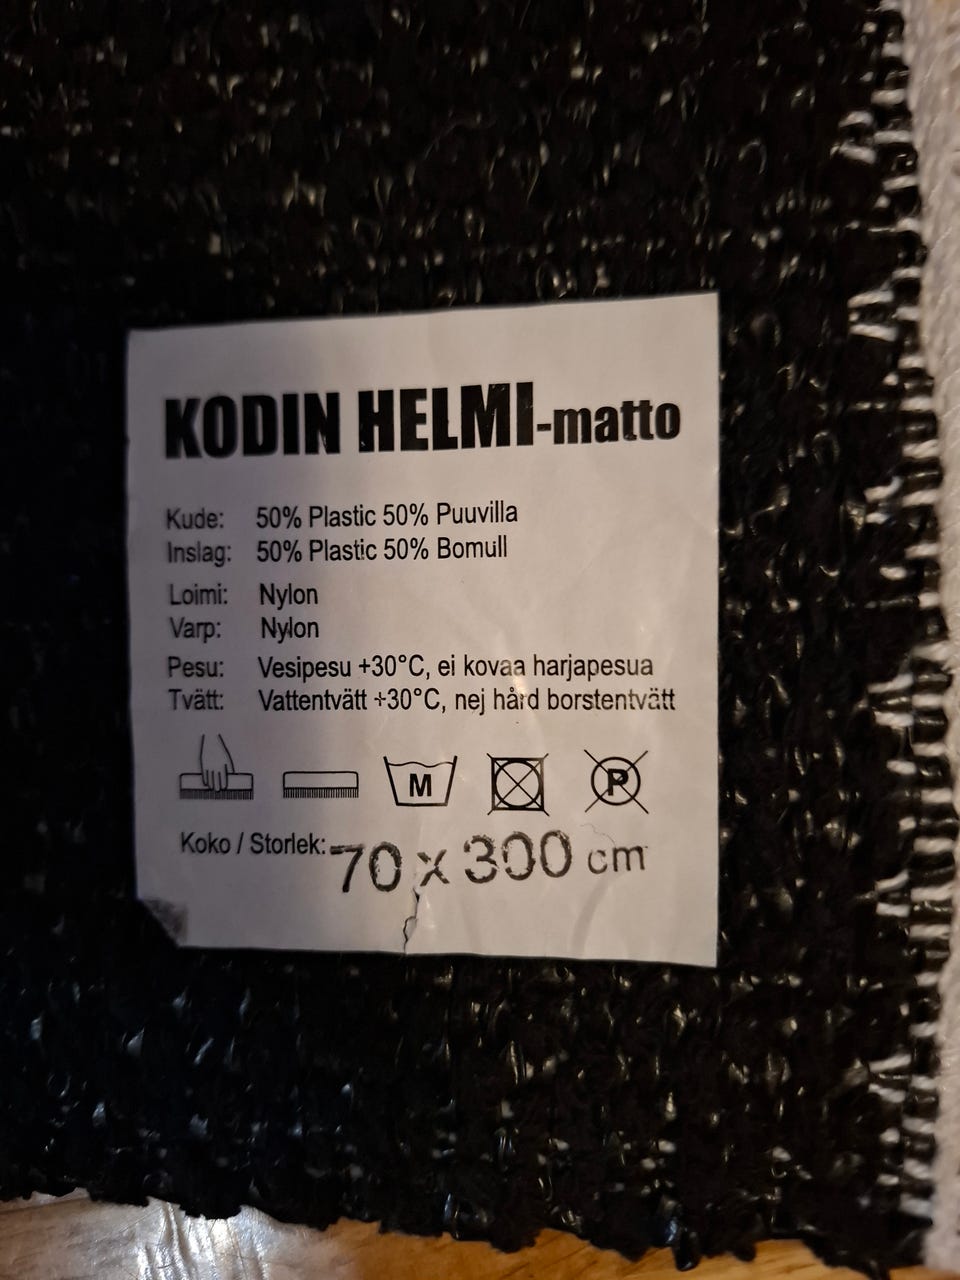 KODIN HELMI-matto
Kude: 50% Plastic 50% Puuvilla
Inslag: 50% Plastic 50% Bomull
Loimi: Nylon
Varp: Nylon
Pesu: Vesipesu +30°C, ei kovaa harjapesua
Tvätt: Vattentvätt +30°C, nej hård borstentvätt
M P
Koko / Storlek: 70 x 300 cm